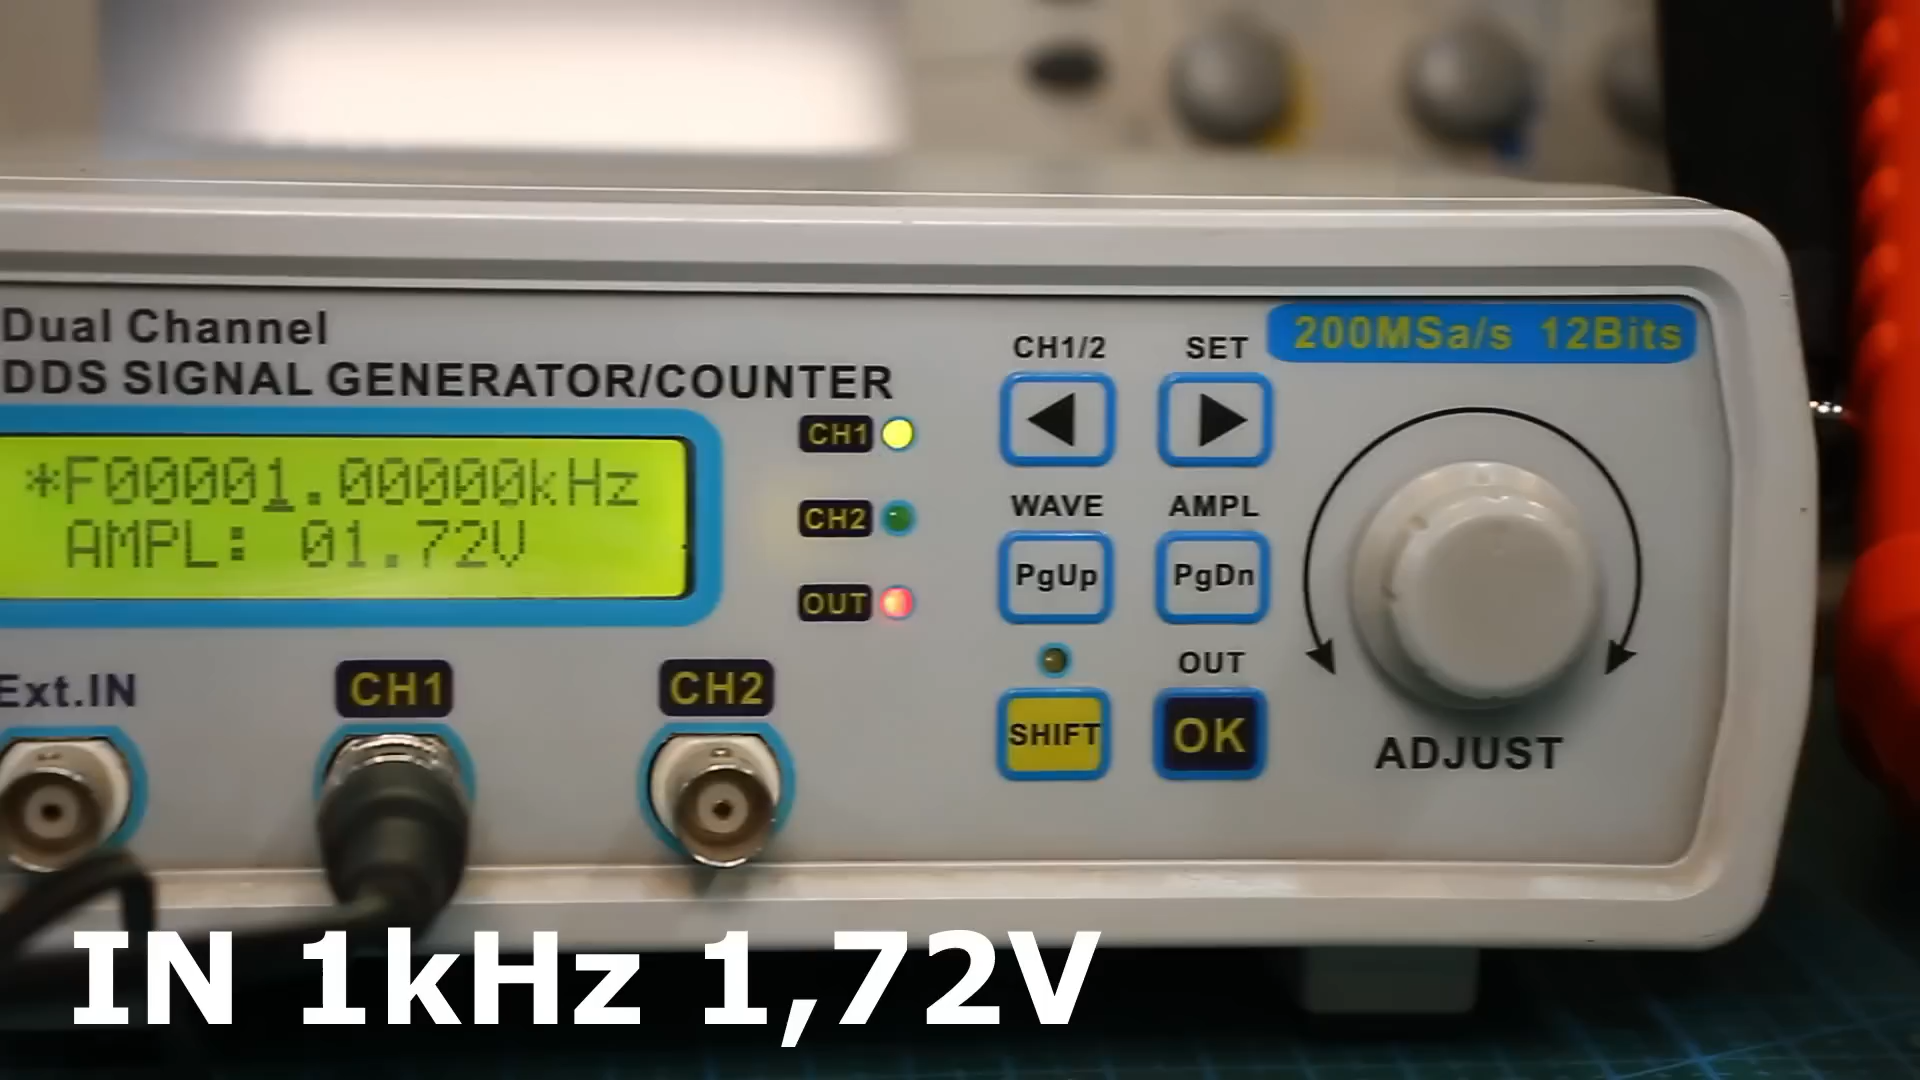 Dual Channel
DDS SIGNAL GENERATOR/COUNTER
200MSa/s 12Bits
CH1/2
SET
*F00001.00000kHz
AMPL: 01.72V
CH1
CH2
OUT
WAVE
AMPL
PgUp
PgDn
OUT
SHIFT
OK
ADJUST
Ext.IN
CH1
CH2
IN 1kHz 1,72V